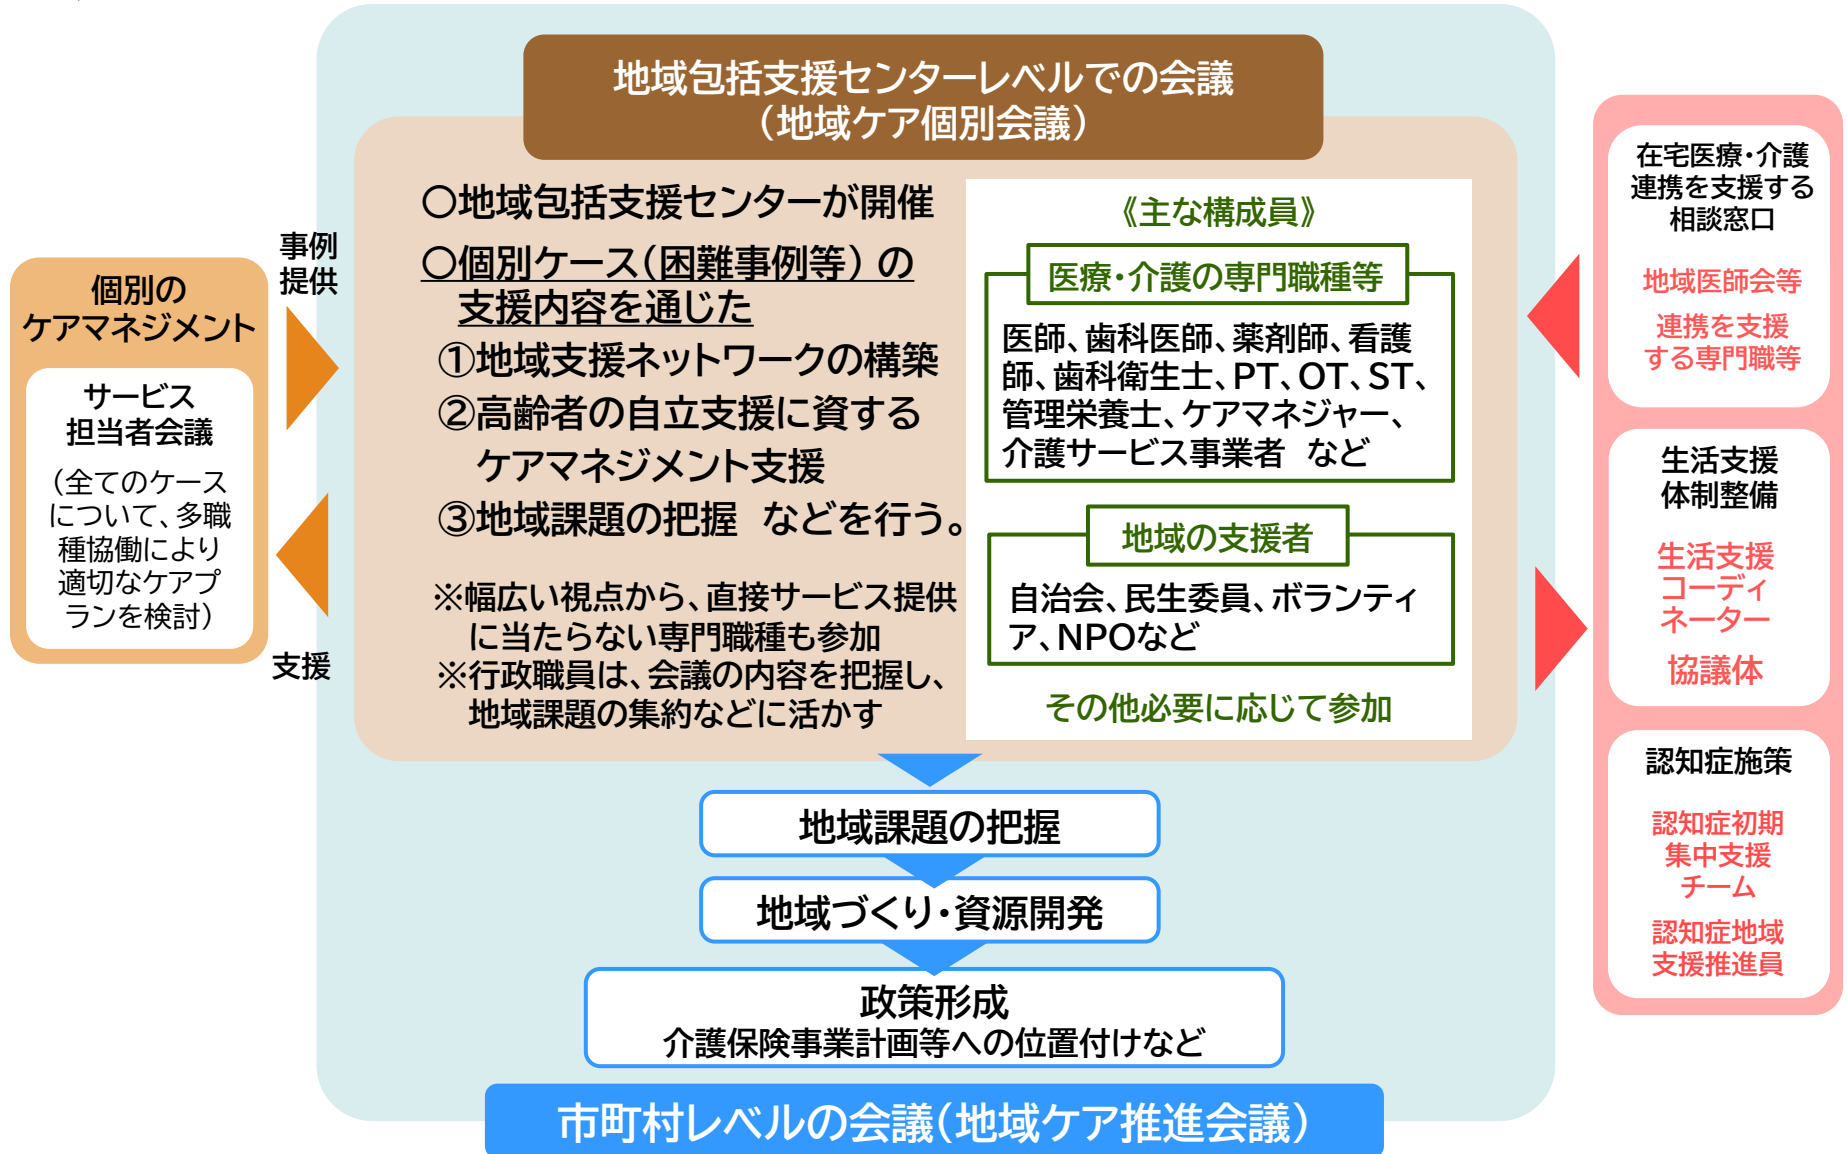 地域包括支援センターレベルでの会議
（地域ケア個別会議）
○地域包括支援センターが開催
○個別ケース（困難事例等）の
支援内容を通じた
①地域支援ネットワークの構築
②高齢者の自立支援に資する
ケアマネジメント支援
③地域課題の把握 などを行う。
※幅広い視点から、直接サービス提供
に当たらない専門職種も参加
※行政職員は、会議の内容を把握し、
地域課題の集約などに活かす
《主な構成員》
医療・介護の専門職種等
医師、歯科医師、薬剤師、看護
師、歯科衛生士、PT、OT、ST、
管理栄養士、ケアマネジャー、
介護サービス事業者 など
地域の支援者
自治会、民生委員、ボランティ
ア、NPOなど
その他必要に応じて参加
事例
提供
個別の
ケアマネジメント
サービス
担当者会議
（全てのケース
について、多職
種協働により
適切なケアプ
ランを検討）
支援
在宅医療・介護
連携を支援する
相談窓口
地域医師会等
連携を支援
する専門職等
生活支援
体制整備
生活支援
コーディ
ネーター
協議体
認知症施策
認知症初期
集中支援
チーム
認知症地域
支援推進員
地域課題の把握
地域づくり・資源開発
政策形成
介護保険事業計画等への位置付けなど
市町村レベルの会議（地域ケア推進会議）